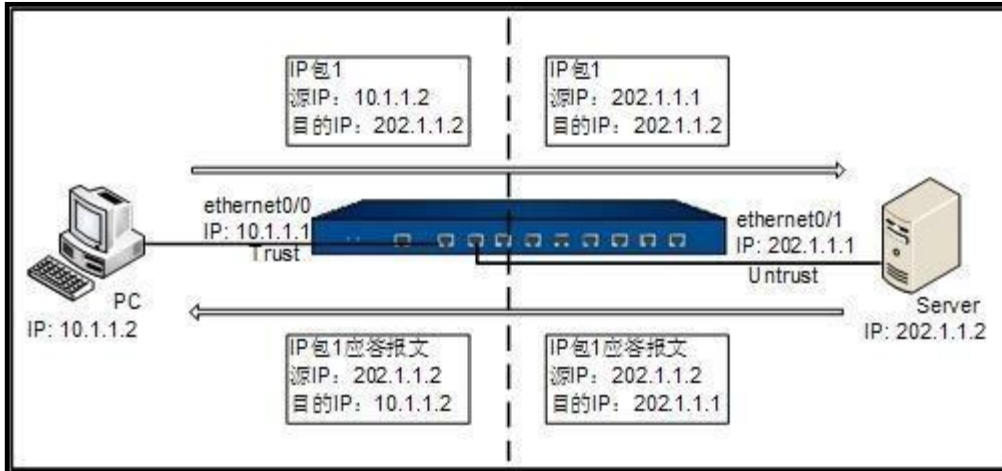 IP包1
源IP：10.1.1.2
目的IP：202.1.1.2
IP包1
源IP：202.1.1.1
目的IP：202.1.1.2
ethernet0/0
IP: 10.1.1.1
Trust
ethernet0/1
IP: 202.1.1.1
Untrust
PC
IP: 10.1.1.2
Server
IP: 202.1.1.2
IP包1应答报文
源IP：202.1.1.2
目的IP：10.1.1.2
IP包1应答报文
源IP：202.1.1.2
目的IP：202.1.1.1